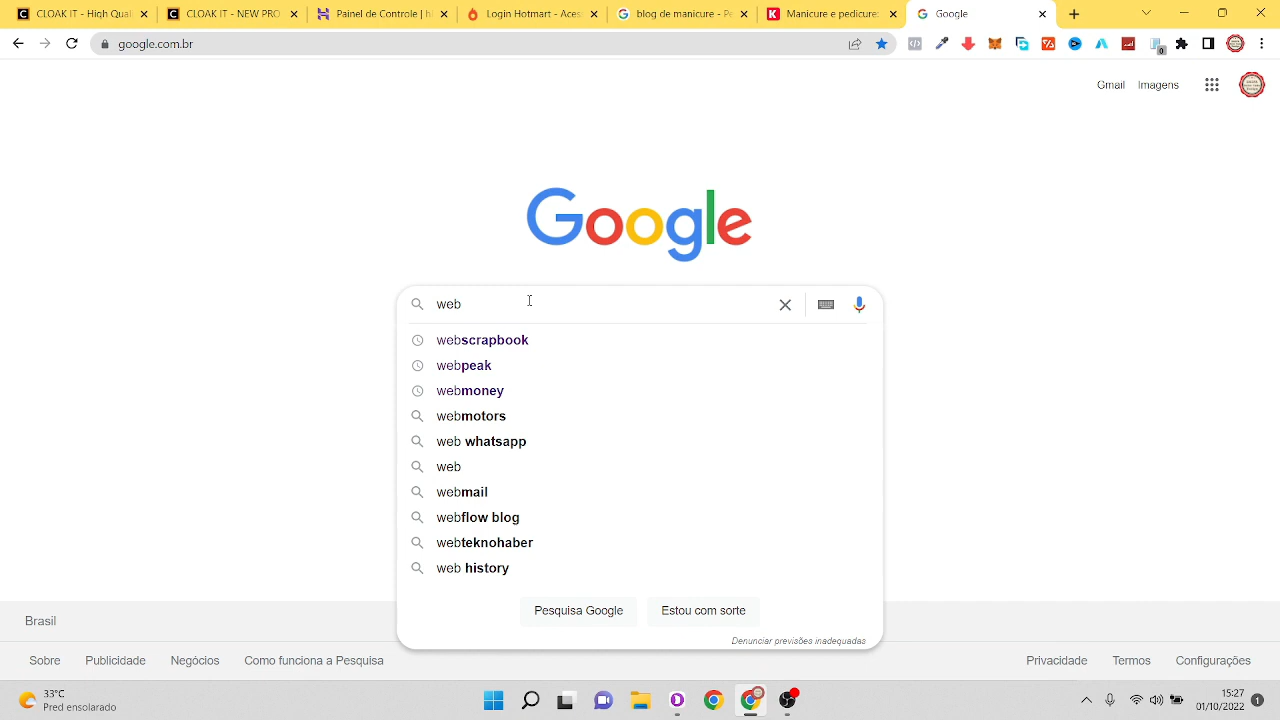 CLOAK IT - High Qual
CLOAK IT - NEW PRO
Painel de Controle | h
Login Hotmart - Aces
blog de manicure - Pe
Manicure e pedicure:
Google
google.com.br
0
Gmail
Imagens
Google
web
webscrapbook
webpeak
webmoney
webmotors
web whatsapp
web
webmail
webflow blog
webteknohaber
web history
Pesquisa Google
Estou com sorte
Denunciar previsões inadequadas
Brasil
Sobre
Publicidade
Negócios
Como funciona a Pesquisa
Privacidade
Termos
Configurações
33°C
Pred ensolarado
15:27
01/10/2022
1